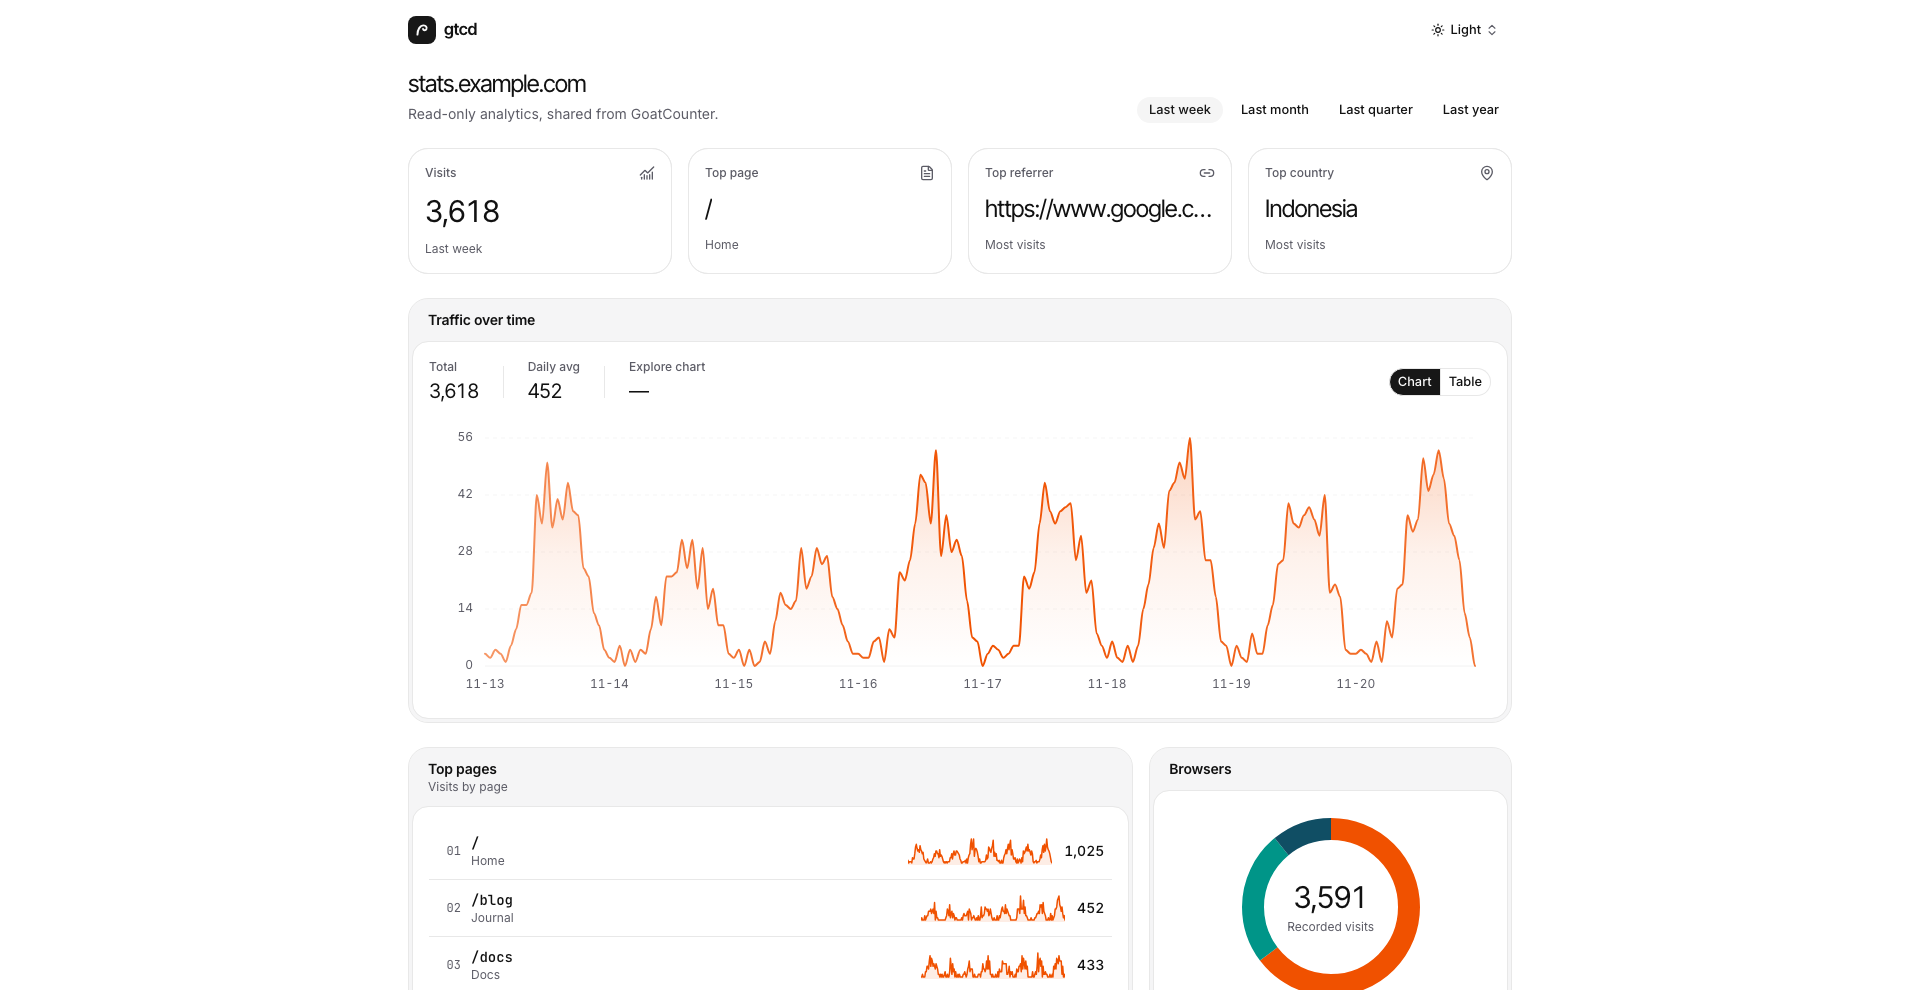 gtcd
Light
stats.example.com
Read-only analytics, shared from GoatCounter.
Last week
Last month
Last quarter
Last year
Visits
3,618
Last week
Top page
/
Home
Top referrer
https://www.google.c...
Most visits
Top country
Indonesia
Most visits
Traffic over time
Total
3,618
Daily avg
452
Explore chart
—
Chart
Table
56
42
28
14
0
11-13
11-14
11-15
11-16
11-17
11-18
11-19
11-20
Top pages
Visits by page
01
/
Home
1,025
02
/blog
Journal
452
03
/docs
Docs
433
Browsers
3,591
Recorded visits